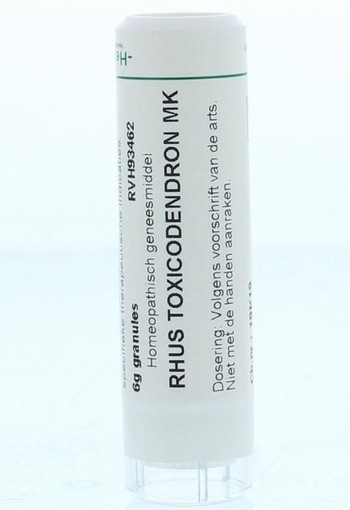 specifieke therapeutische indicaties
6g granules RVH93462
Homeopathisch geneesmiddel
RHUS TOXICODENDRON MK
Dosering: Volgens voorschrift van de arts.
Niet met de handen aanraken.